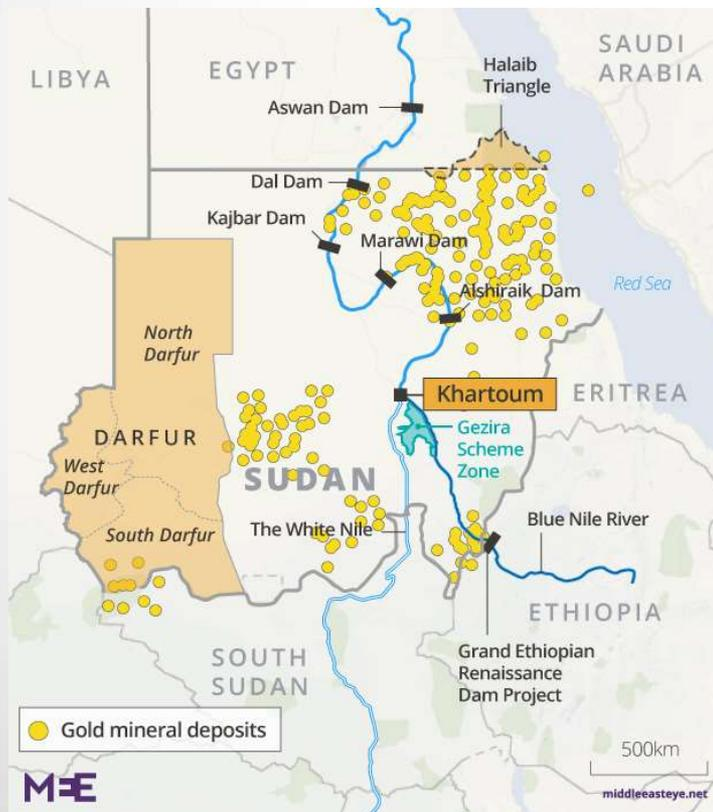 LIBYA
EGYPT
SAUDI
ARABIA
Halaib
Triangle
Aswan Dam
Dal Dam
Kajbar Dam
Marawi Dam
Alshiraik Dam
Red Sea
North
Darfur
Khartoum
ERITREA
Gezira
Scheme
Zone
DARFUR
West
Darfur
SUDAN
South Darfur
The White Nile
Blue Nile River
ETHIOPIA
Grand Ethiopian
Renaissance
Dam Project
SOUTH
SUDAN
Gold mineral deposits
500km
MEE
middleeasteye.net